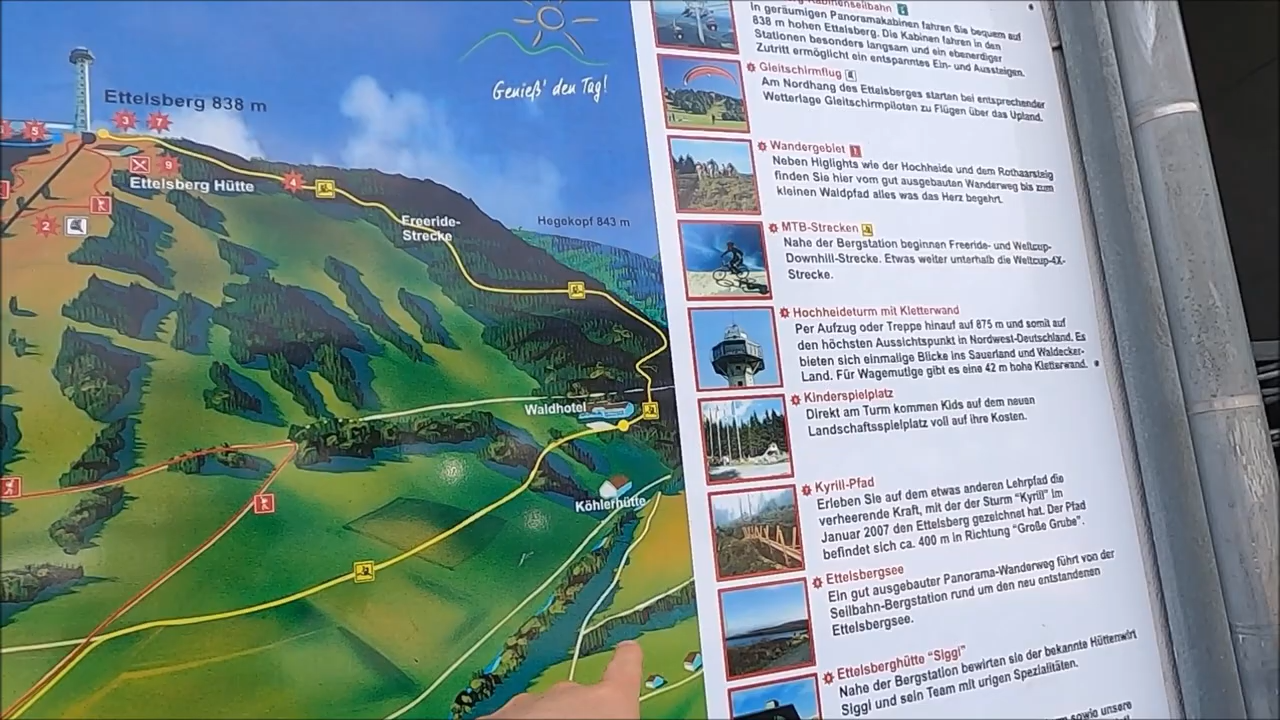 Genieß' den Tag!
Ettelsberg 838 m
5
3
7
9
4
2
Ettelsberg Hütte
Freeride-
Strecke
Hegekopf 843 m
Waldhotel
Köhlerhütte
In geräumigen Panoramakabinen fahren Sie bequem auf
838 m hohen Ettelsberg. Die Kabinen fahren in den
Stationen besonders langsam und ein ebenerdiger
Zutritt ermöglicht ein entspanntes Ein- und Aussteigen.
Gleitschirmflug
Am Nordhang des Ettelsberges starten bei entsprechender
Wetterlage Gleitschirmpiloten zu Flügen über das Upland.
Wandergebiet
Neben Higlights wie der Hochheide und dem Rothaarsteig
finden Sie hier vom gut ausgebauten Wanderweg bis zum
kleinen Waldpfad alles was das Herz begehrt.
MTB-Strecken
Nahe der Bergstation beginnen Freeride- und Weltcup-
Downhill-Strecke. Etwas weiter unterhalb die Weltcup-4X-
Strecke.
Hochheideturm mit Kletterwand
Per Aufzug oder Treppe hinauf auf 875 m und somit auf
den höchsten Aussichtspunkt in Nordwest-Deutschland. Es
bieten sich einmalige Blicke ins Sauerland und Waldecker-
Land. Für Wagemutige gibt es eine 42 m hohe Kletterwand.
Kinderspielplatz
Direkt am Turm kommen Kids auf dem neuen
Landschaftsspielplatz voll auf ihre Kosten.
Kyrill-Pfad
Erleben Sie auf dem etwas anderen Lehrpfad die
verheerende Kraft, mit der der Sturm "Kyrill" im
Januar 2007 den Ettelsberg gezeichnet hat. Der Pfad
befindet sich ca. 400 m in Richtung "Große Grube".
Ettelsbergsee
Ein gut ausgebauter Panorama-Wanderweg führt von der
Seilbahn-Bergstation rund um den neu entstandenen
Ettelsbergsee.
Ettelsberghütte "Siggi"
Nahe der Bergstation bewirten sie der bekannte Hüttenwirt
Siggi und sein Team mit urigen Spezialitäten.
sowie unsere